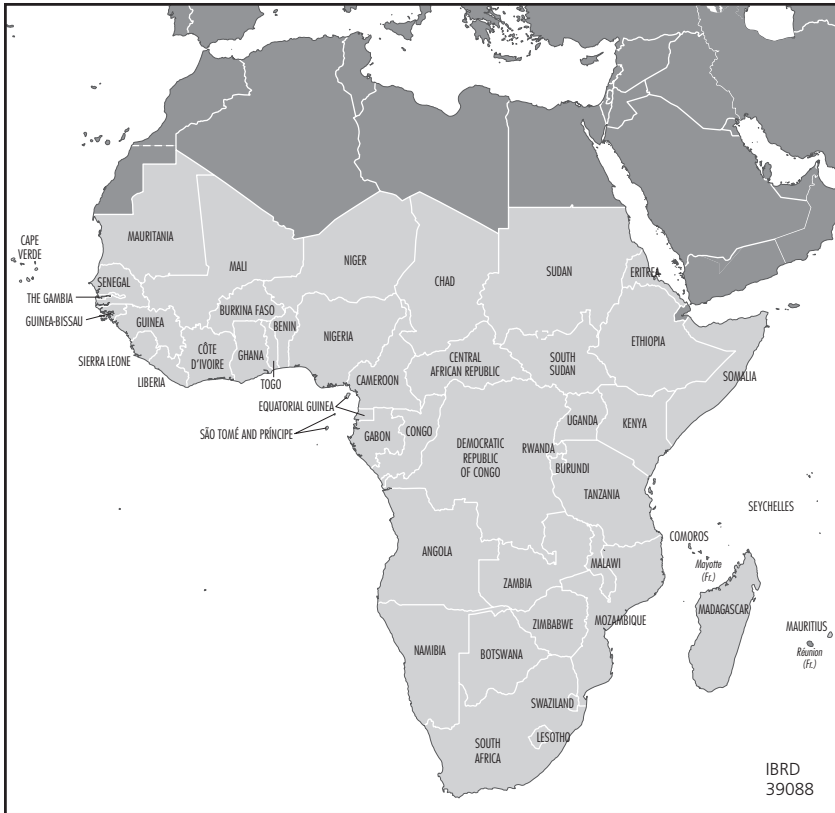 CAPE
VERDE
MAURITANIA
MALI
NIGER
CHAD
SUDAN
ERITREA
SENEGAL
THE GAMBIA
GUINEA-BISSAU
GUINEA
BURKINA FASO
BENIN
NIGERIA
ETHIOPIA
SIERRA LEONE
LIBERIA
CÔTE
D'IVOIRE
GHANA
TOGO
CAMEROON
CENTRAL
AFRICAN REPUBLIC
SOUTH
SUDAN
SOMALIA
EQUATORIAL GUINEA
SÃO TOMÉ AND PRÍNCIPE
GABON
CONGO
DEMOCRATIC
REPUBLIC
OF CONGO
UGANDA
KENYA
RWANDA
BURUNDI
TANZANIA
SEYCHELLES
COMOROS
Mayotte
(Fr.)
ANGOLA
ZAMBIA
MALAWI
MOZAMBIQUE
MADAGASCAR
MAURITIUS
Réunion
(Fr.)
NAMIBIA
BOTSWANA
ZIMBABWE
SWAZILAND
LESOTHO
SOUTH
AFRICA
IBRD
39088